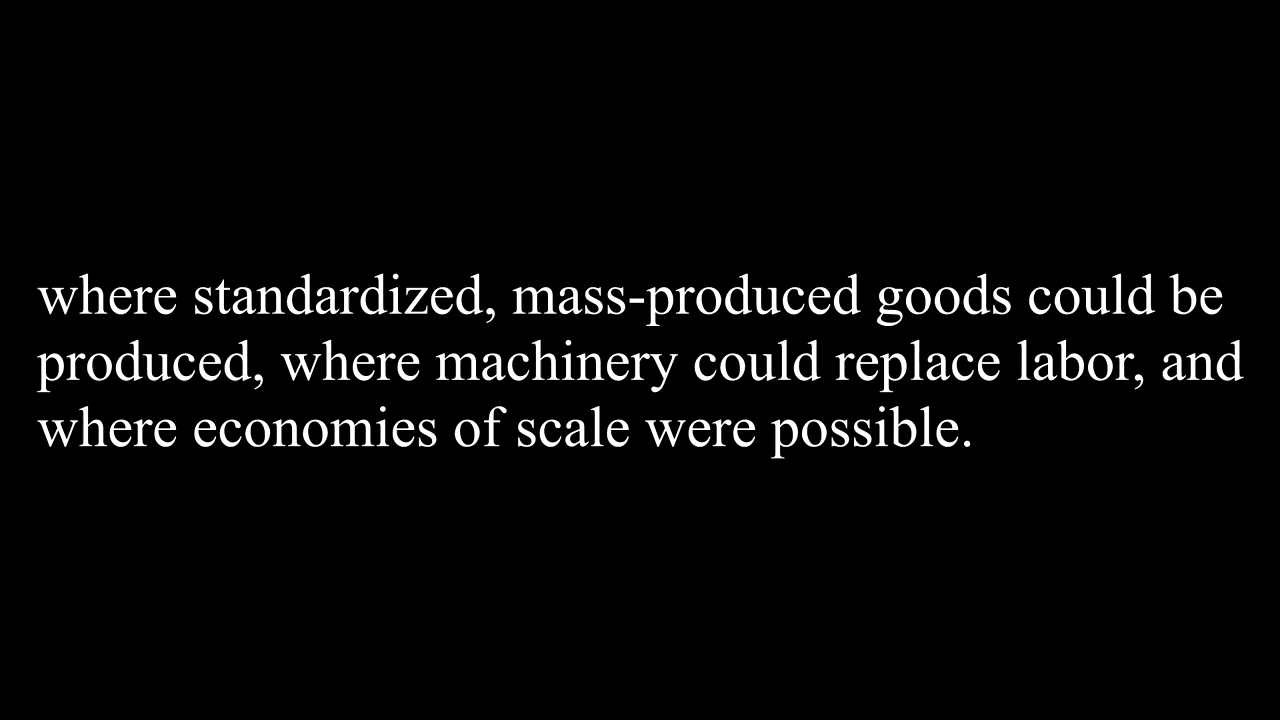 where standardized, mass-produced goods could be
produced, where machinery could replace labor, and
where economies of scale were possible.